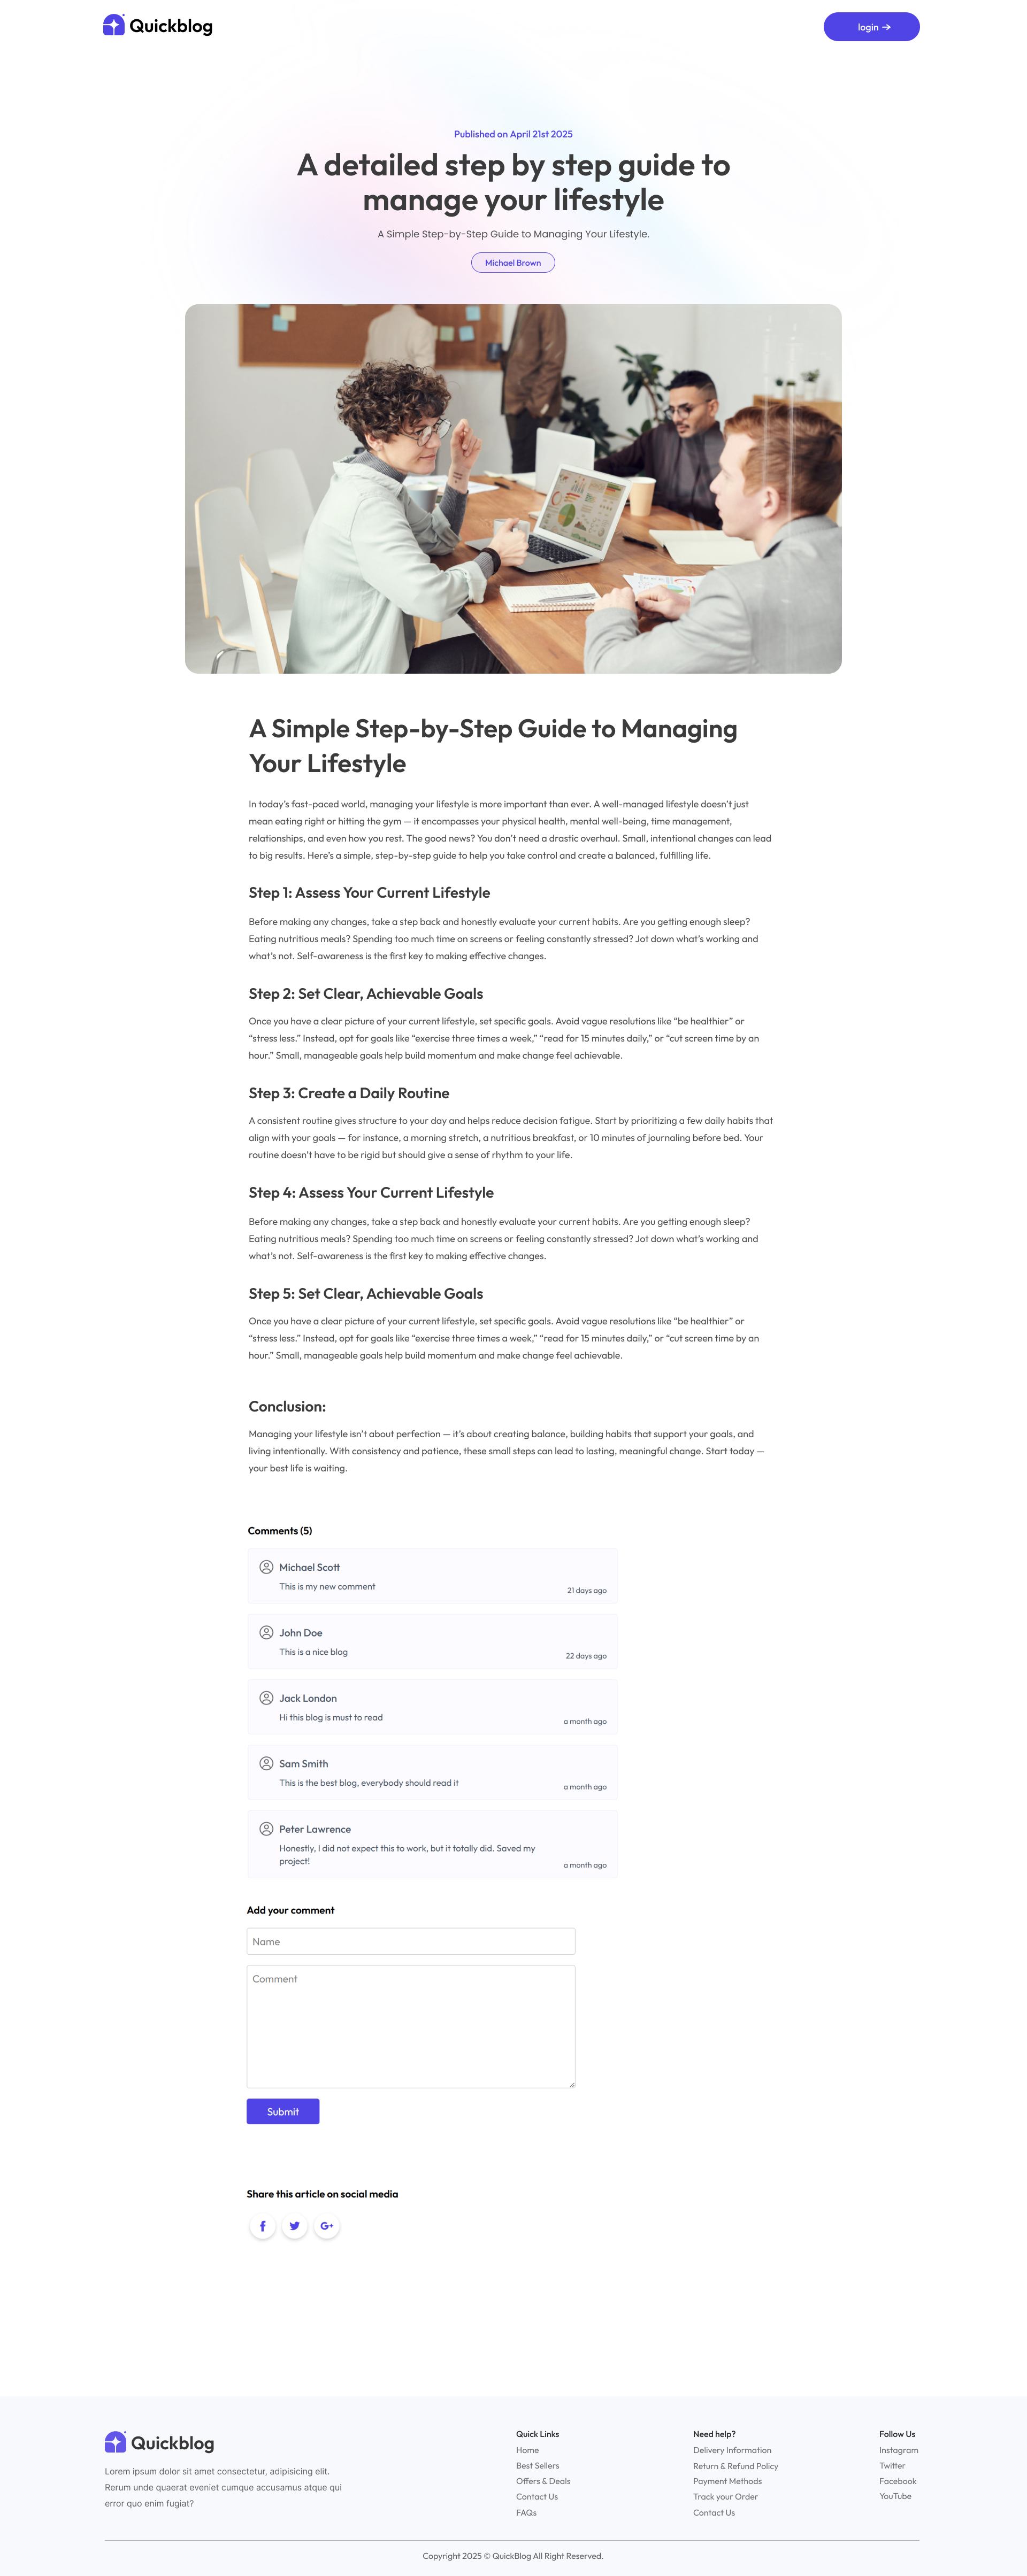 Quickblog
login →
Published on April 21st 2025
A detailed step by step guide to
manage your lifestyle
A Simple Step-by-Step Guide to Managing Your Lifestyle.
Michael Brown
A Simple Step-by-Step Guide to Managing
Your Lifestyle
In today's fast-paced world, managing your lifestyle is more important than ever. A well-managed lifestyle doesn't just
mean eating right or hitting the gym — it encompasses your physical health, mental well-being, time management,
relationships, and even how you rest. The good news? You don't need a drastic overhaul. Small, intentional changes can lead
to big results. Here's a simple, step-by-step guide to help you take control and create a balanced, fulfilling life.
Step 1: Assess Your Current Lifestyle
Before making any changes, take a step back and honestly evaluate your current habits. Are you getting enough sleep?
Eating nutritious meals? Spending too much time on screens or feeling constantly stressed? Jot down what's working and
what's not. Self-awareness is the first key to making effective changes.
Step 2: Set Clear, Achievable Goals
Once you have a clear picture of your current lifestyle, set specific goals. Avoid vague resolutions like “be healthier” or
“stress less.” Instead, opt for goals like “exercise three times a week,” “read for 15 minutes daily,” or “cut screen time by an
hour.” Small, manageable goals help build momentum and make change feel achievable.
Step 3: Create a Daily Routine
A consistent routine gives structure to your day and helps reduce decision fatigue. Start by prioritizing a few daily habits that
align with your goals — for instance, a morning stretch, a nutritious breakfast, or 10 minutes of journaling before bed. Your
routine doesn't have to be rigid but should give a sense of rhythm to your life.
Step 4: Assess Your Current Lifestyle
Before making any changes, take a step back and honestly evaluate your current habits. Are you getting enough sleep?
Eating nutritious meals? Spending too much time on screens or feeling constantly stressed? Jot down what's working and
what's not. Self-awareness is the first key to making effective changes.
Step 5: Set Clear, Achievable Goals
Once you have a clear picture of your current lifestyle, set specific goals. Avoid vague resolutions like “be healthier” or
“stress less.” Instead, opt for goals like “exercise three times a week,” “read for 15 minutes daily,” or “cut screen time by an
hour.” Small, manageable goals help build momentum and make change feel achievable.
Conclusion:
Managing your lifestyle isn't about perfection — it's about creating balance, building habits that support your goals, and
living intentionally. With consistency and patience, these small steps can lead to lasting, meaningful change. Start today —
your best life is waiting.
Comments (5)
Michael Scott
This is my new comment
21 days ago
John Doe
This is a nice blog
22 days ago
Jack London
Hi this blog is must to read
a month ago
Sam Smith
This is the best blog, everybody should read it
a month ago
Peter Lawrence
Honestly, I did not expect this to work, but it totally did. Saved my
project!
a month ago
Add your comment
Name
Comment
Submit
Share this article on social media
Quickblog
Lorem ipsum dolor sit amet consectetur, adipisicing elit.
Rerum unde quaerat eveniet cumque accusamus atque qui
error quo enim fugiat?
Quick Links
Home
Best Sellers
Offers & Deals
Contact Us
FAQs
Need help?
Delivery Information
Return & Refund Policy
Payment Methods
Track your Order
Contact Us
Follow Us
Instagram
Twitter
Facebook
YouTube
Copyright 2025 © QuickBlog All Right Reserved.